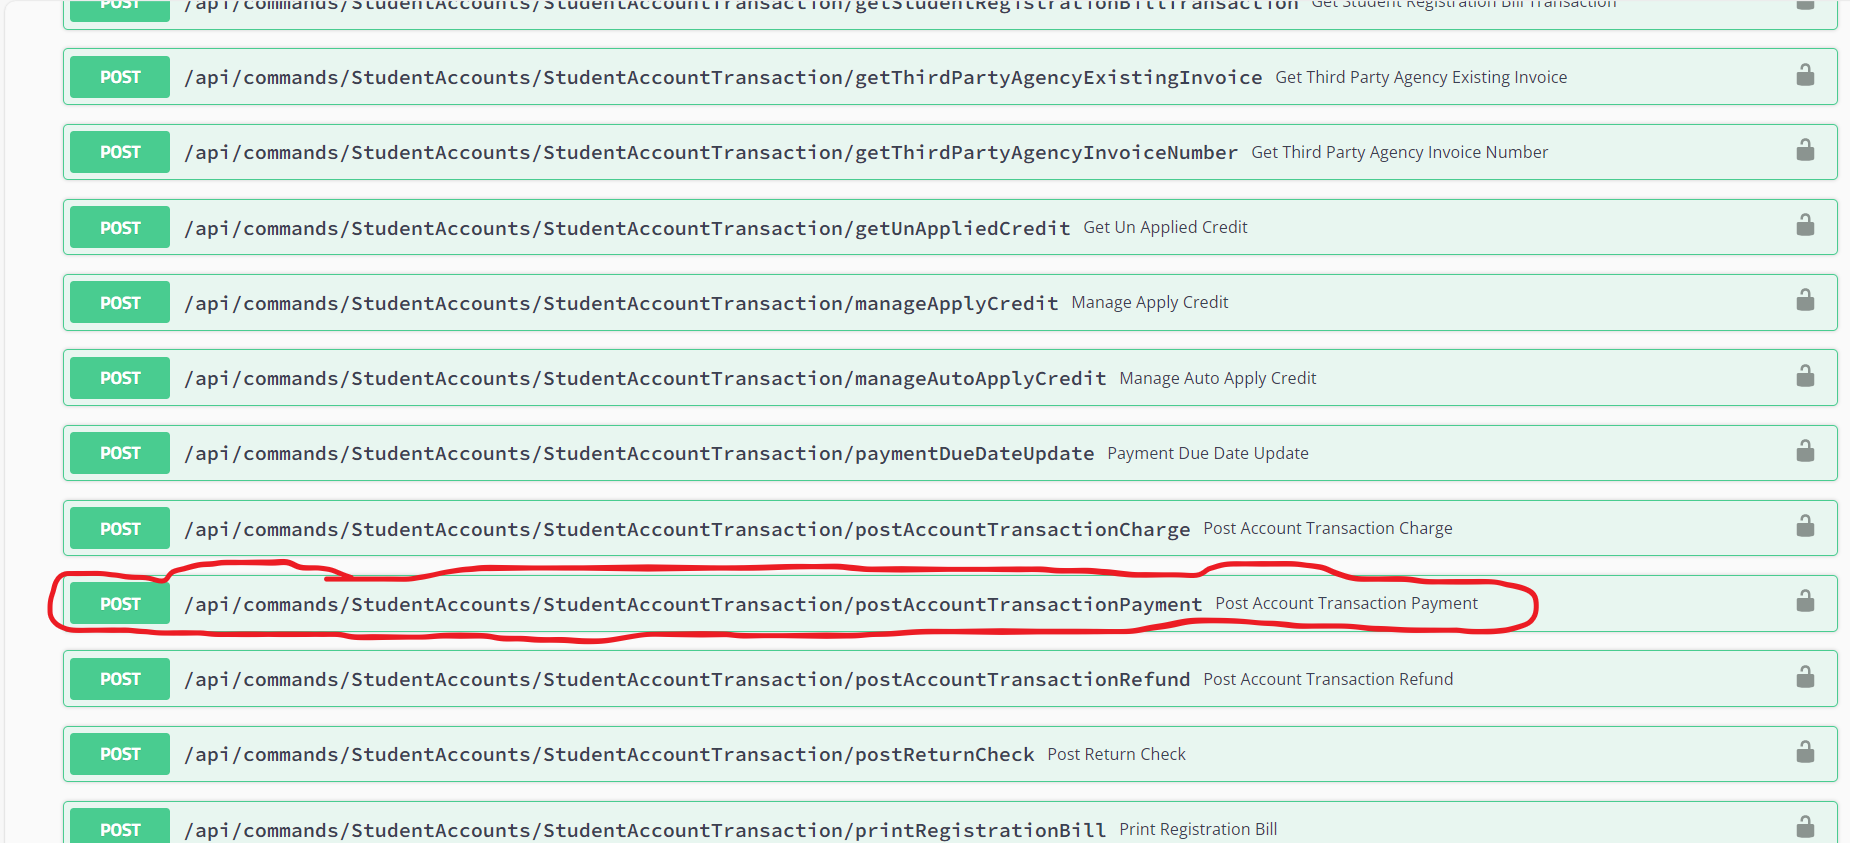 POST /api/commands/StudentAccounts/StudentAccountTransaction/getStudentRegistrationBillTransaction Get Student Registration Bill Transaction
POST /api/commands/StudentAccounts/StudentAccountTransaction/getThirdPartyAgencyExistingInvoice Get Third Party Agency Existing Invoice
POST /api/commands/StudentAccounts/StudentAccountTransaction/getThirdPartyAgencyInvoiceNumber Get Third Party Agency Invoice Number
POST /api/commands/StudentAccounts/StudentAccountTransaction/getUnAppliedCredit Get Un Applied Credit
POST /api/commands/StudentAccounts/StudentAccountTransaction/manageApplyCredit Manage Apply Credit
POST /api/commands/StudentAccounts/StudentAccountTransaction/manageAutoApplyCredit Manage Auto Apply Credit
POST /api/commands/StudentAccounts/StudentAccountTransaction/paymentDueDateUpdate Payment Due Date Update
POST /api/commands/StudentAccounts/StudentAccountTransaction/postAccountTransactionCharge Post Account Transaction Charge
POST /api/commands/StudentAccounts/StudentAccountTransaction/postAccountTransactionPayment Post Account Transaction Payment
POST /api/commands/StudentAccounts/StudentAccountTransaction/postAccountTransactionRefund Post Account Transaction Refund
POST /api/commands/StudentAccounts/StudentAccountTransaction/postReturnCheck Post Return Check
POST /api/commands/StudentAccounts/StudentAccountTransaction/printRegistrationBill Print Registration Bill